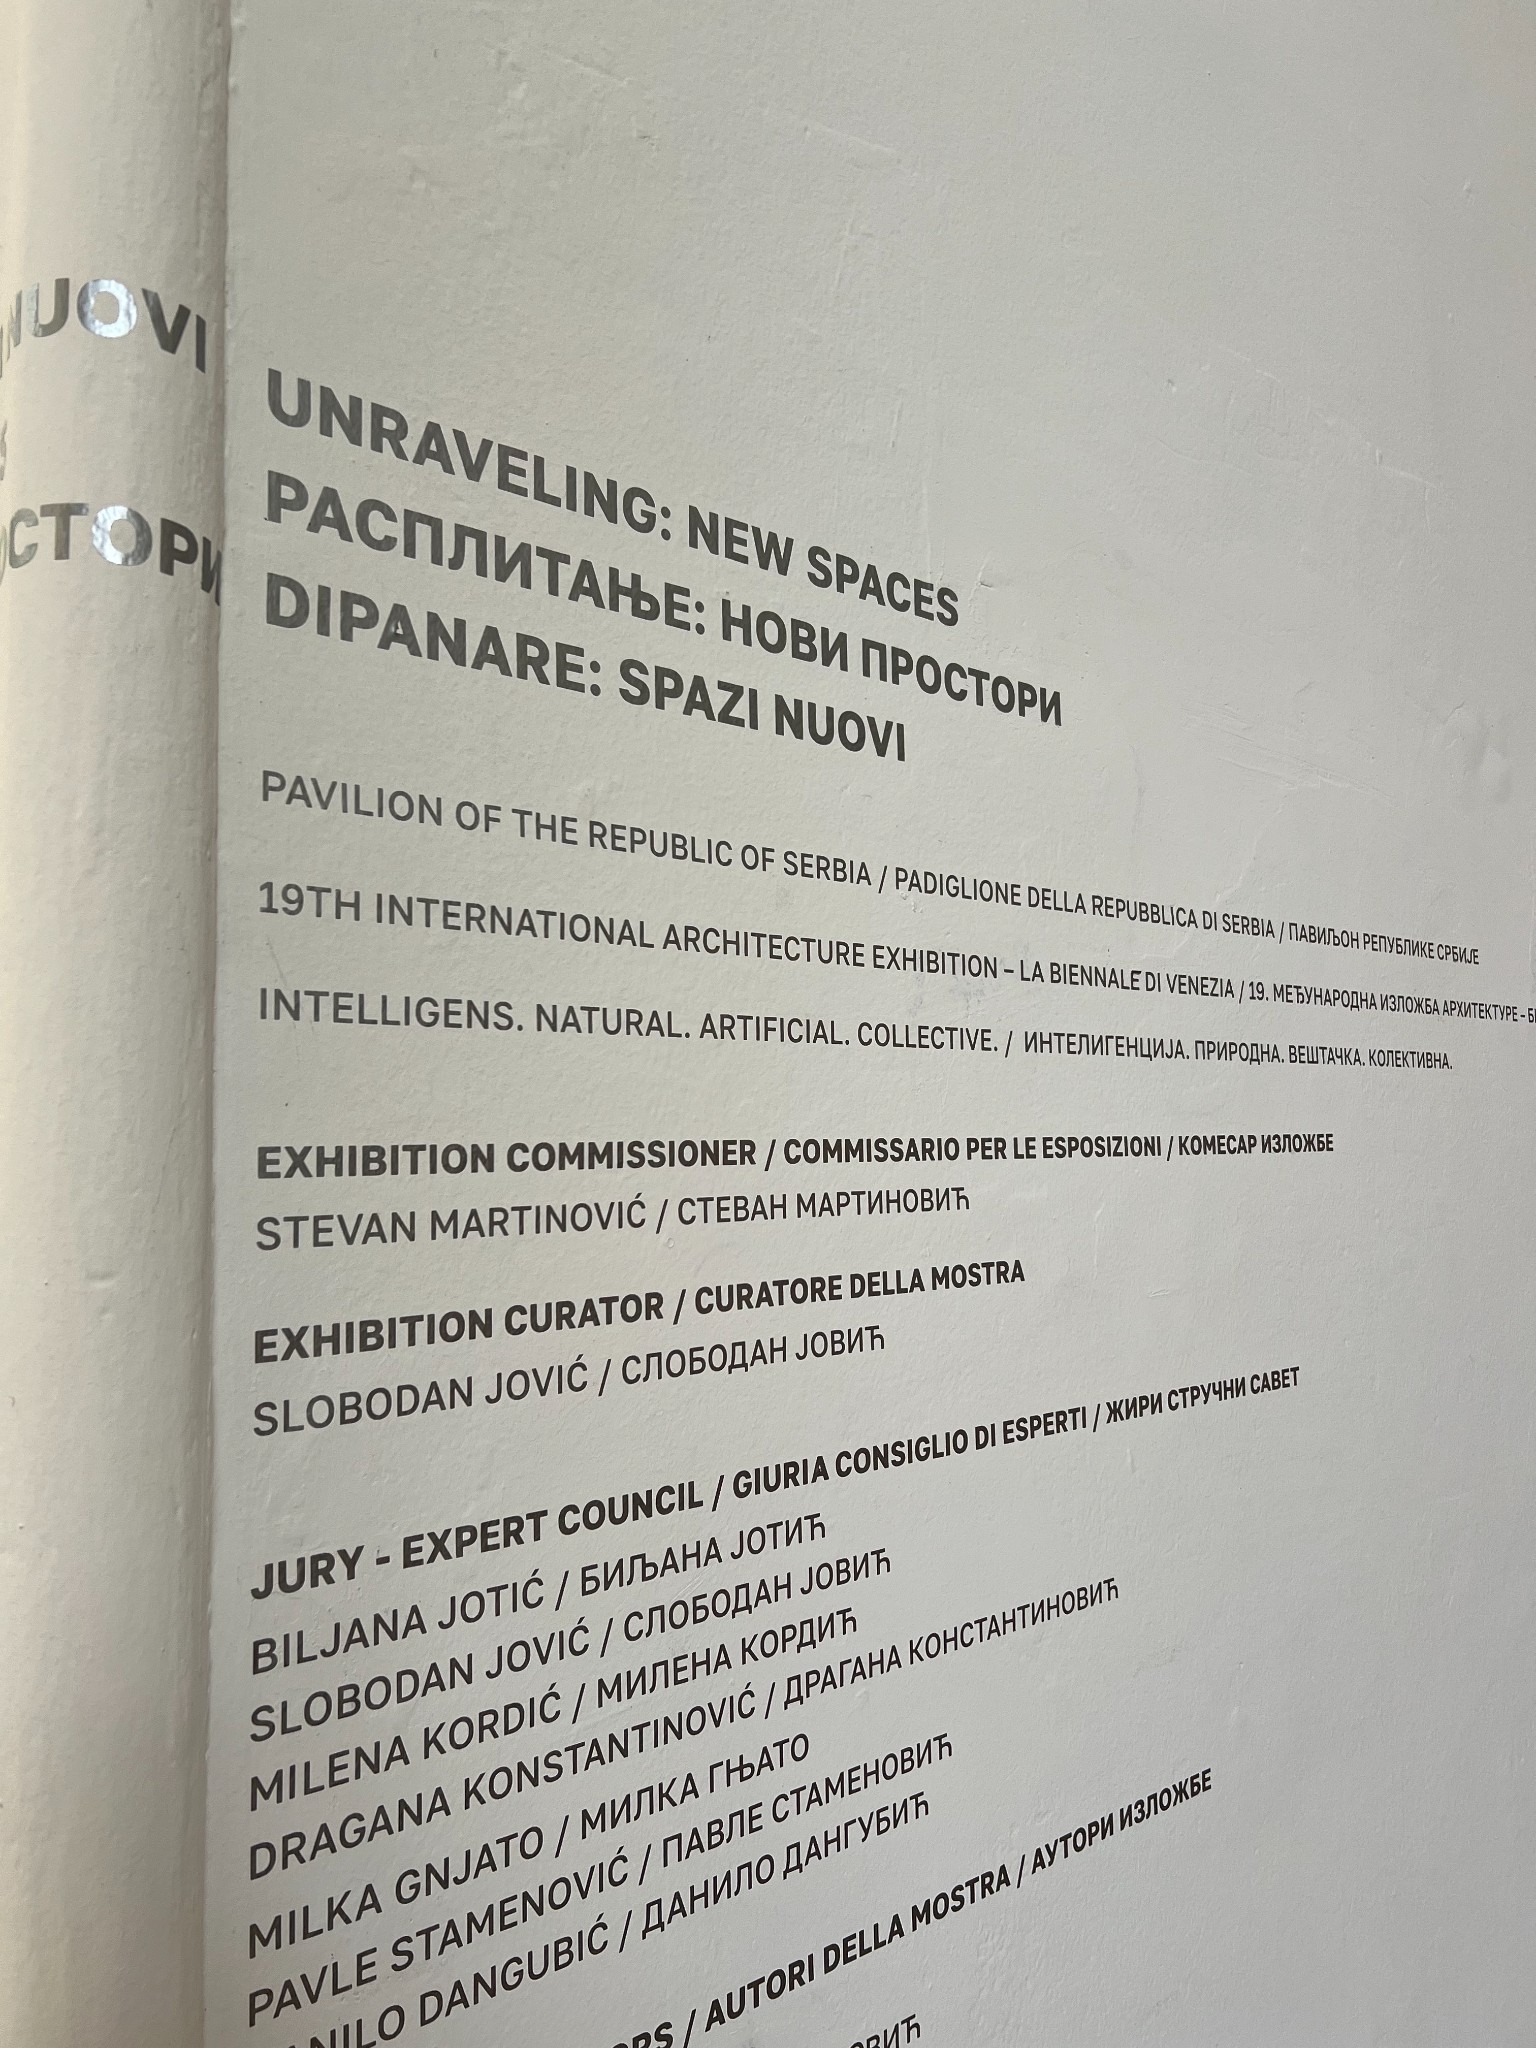 NUOVI
UNRAVELING: NEW SPACES
РАСПЛИТАЊЕ: НОВИ ПРОСТОРИ
DIPANARE: SPAZI NUOVI
PAVILION OF THE REPUBLIC OF SERBIA / PADIGLIONE DELLA REPUBBLICA DI SERBIA / ПАВИЉОН РЕПУБЛИКЕ СРБИЈЕ
19TH INTERNATIONAL ARCHITECTURE EXHIBITION – LA BIENNALE DI VENEZIA / 19. МЕЂУНАРОДНА ИЗЛОЖБА АРХИТЕКТУРЕ –
INTELLIGENS. NATURAL. ARTIFICIAL. COLLECTIVE. / ИНТЕЛИГЕНЦИЈА. ПРИРОДНА. ВЕШТАЧКА. КОЛЕКТИВНА.
EXHIBITION COMMISSIONER / COMMISSARIO PER LE ESPOSIZIONI / КОМЕСАР ИЗЛОЖБЕ
STEVAN MARTINOVIĆ / СТЕВАН МАРТИНОВИЋ
EXHIBITION CURATOR / CURATORE DELLA MOSTRA
SLOBODAN JOVIĆ / СЛОБОДАН ЈОВИЋ
JURY - EXPERT COUNCIL / GIURIA CONSIGLIO DI ESPERTI / ЖИРИ СТРУЧНИ САВЕТ
BILJANA JOTIĆ / БИЉАНА ЈОТИЋ
SLOBODAN JOVIĆ / СЛОБОДАН ЈОВИЋ
MILENA KORDIĆ / МИЛЕНА КОРДИЋ
DRAGANA KONSTANTINOVIĆ / ДРАГАНА КОНСТАНТИНОВИЋ
MILKA GNJATO / МИЛКА ГЊАТО
PAVLE STAMENOVIĆ / ПАВЛЕ СТАМЕНОВИЋ
DANGUBIĆ / ДАНИЛО ДАНГУБИЋ
/ AUTORI DELLA MOSTRA / АУТОРИ ИЗЛОЖБЕ